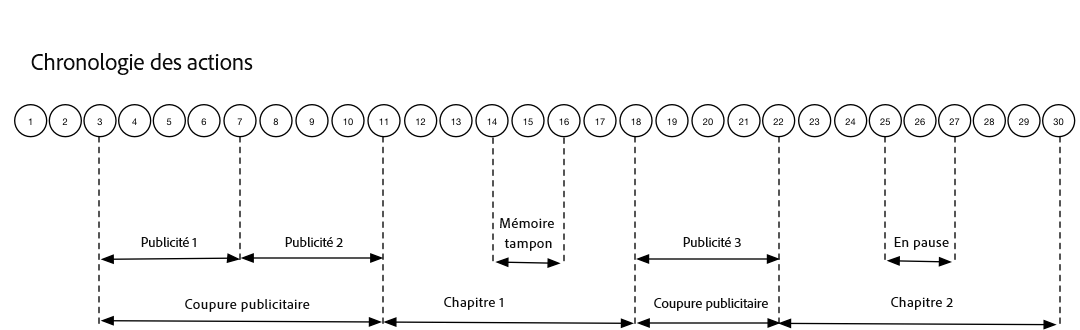 Chronologie des actions
1 2 3 4 5 6 7 8 9 10 11 12 13 14 15 16 17 18 19 20 21 22 23 24 25 26 27 28 29 30
Mémoire
tampon
Publicité 1 Publicité 2 Publicité 3 En pause
Coupure publicitaire Chapitre 1 Coupure publicitaire Chapitre 2